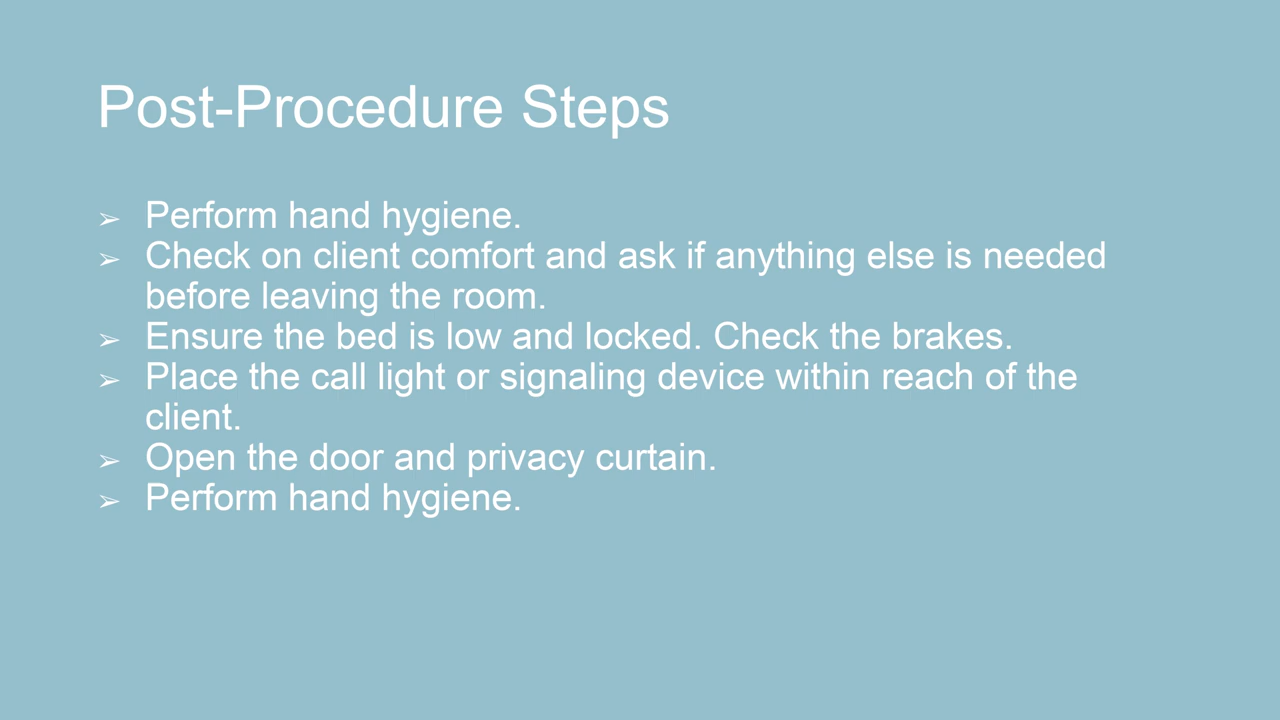 Post-Procedure Steps
➢ Perform hand hygiene.
➢ Check on client comfort and ask if anything else is needed
before leaving the room.
➢ Ensure the bed is low and locked. Check the brakes.
➢ Place the call light or signaling device within reach of the
client.
➢ Open the door and privacy curtain.
➢ Perform hand hygiene.